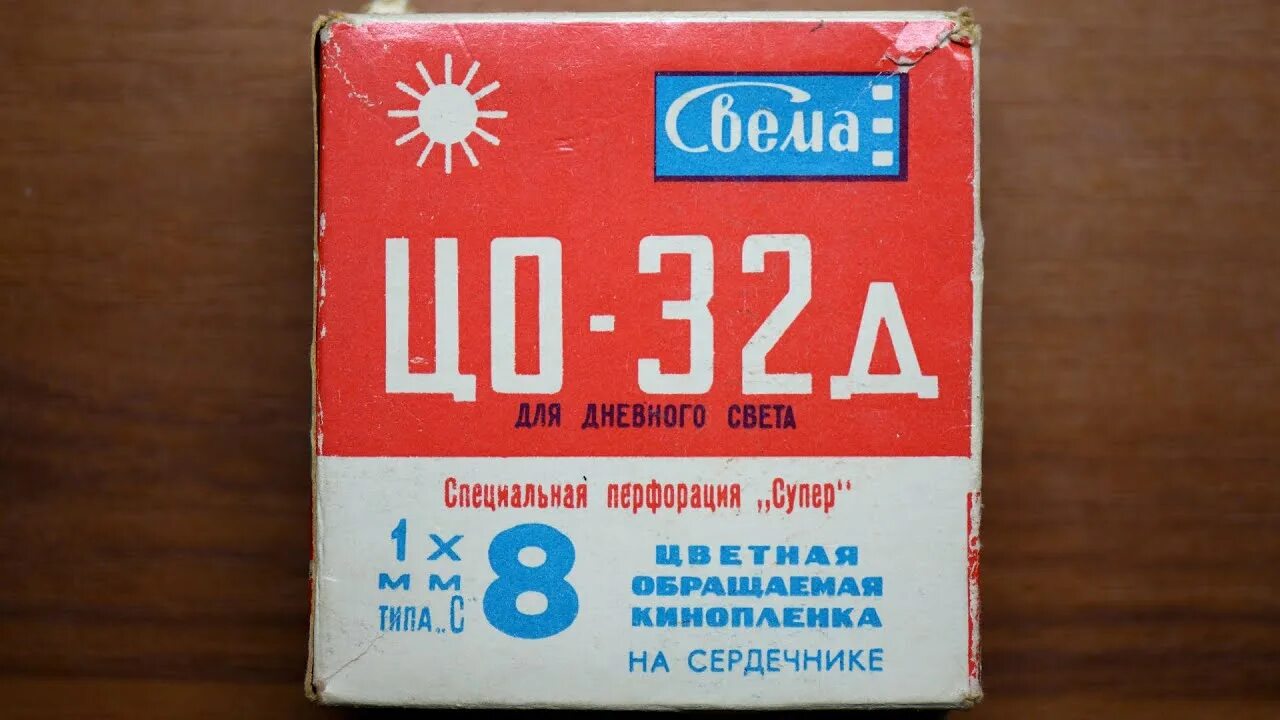 Свема
ЦО-32Д
ДЛЯ ДНЕВНОГО СВЕТА
Специальная перфорация „Супер“
1 х 8
мм
ТИПА „С
ЦВЕТНАЯ
ОБРАЩАЕМАЯ
КИНОПЛЕНКА
НА СЕРДЕЧНИКЕ